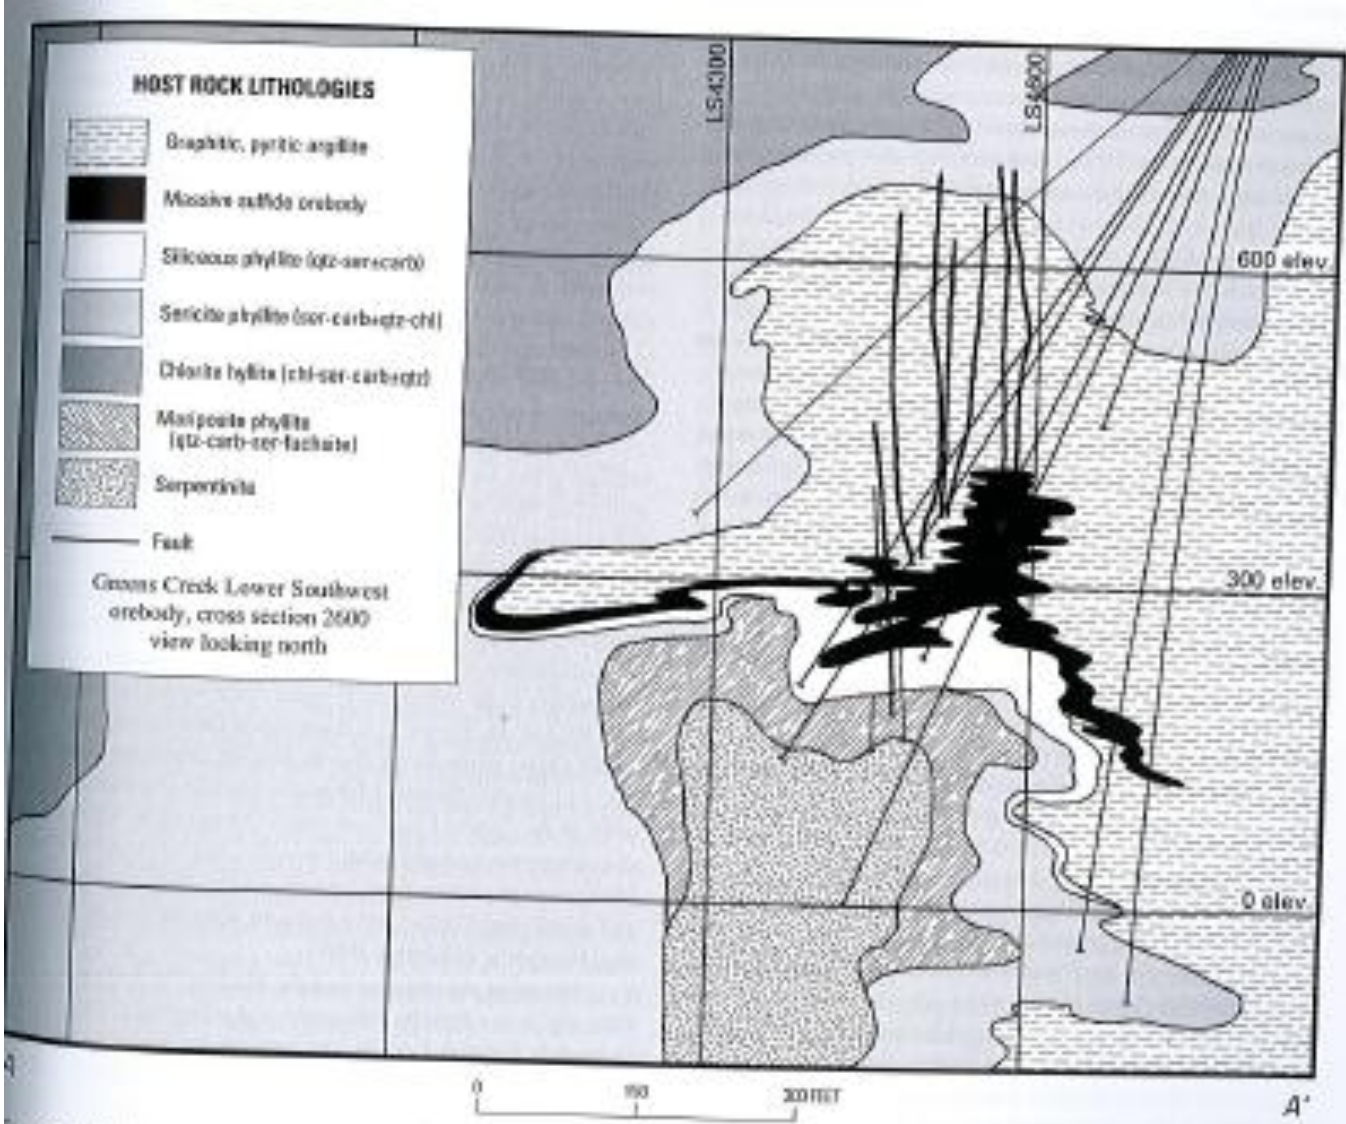 HOST ROCK LITHOLOGIES
Graphitic, pyritic argillite
Massive sulfide orebody
Siliceous phyllite (qtz-ser±carb)
Sericite phyllite (ser-carb±qtz-chl)
Chlorite hyllite (chl-ser-carb±qtz)
Mariposite phyllite
(qtz-carb-ser-fuchsite)
Serpentinite
Fault
Greens Creek Lower Southwest
orebody, cross section 2600
view looking north
LS4300
LS4600
600 elev.
300 elev.
0 elev.
0 150 300 FEET
A'